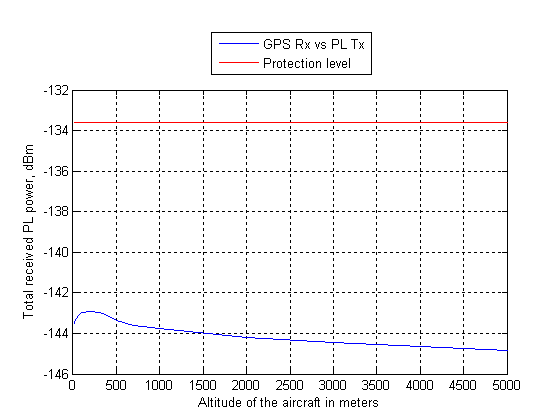 GPS Rx vs PL Tx
Protection level
-132
-134
-136
-138
-140
-142
-144
-146
Total received PL power, dBm
0 500 1000 1500 2000 2500 3000 3500 4000 4500 5000
Altitude of the aircraft in meters